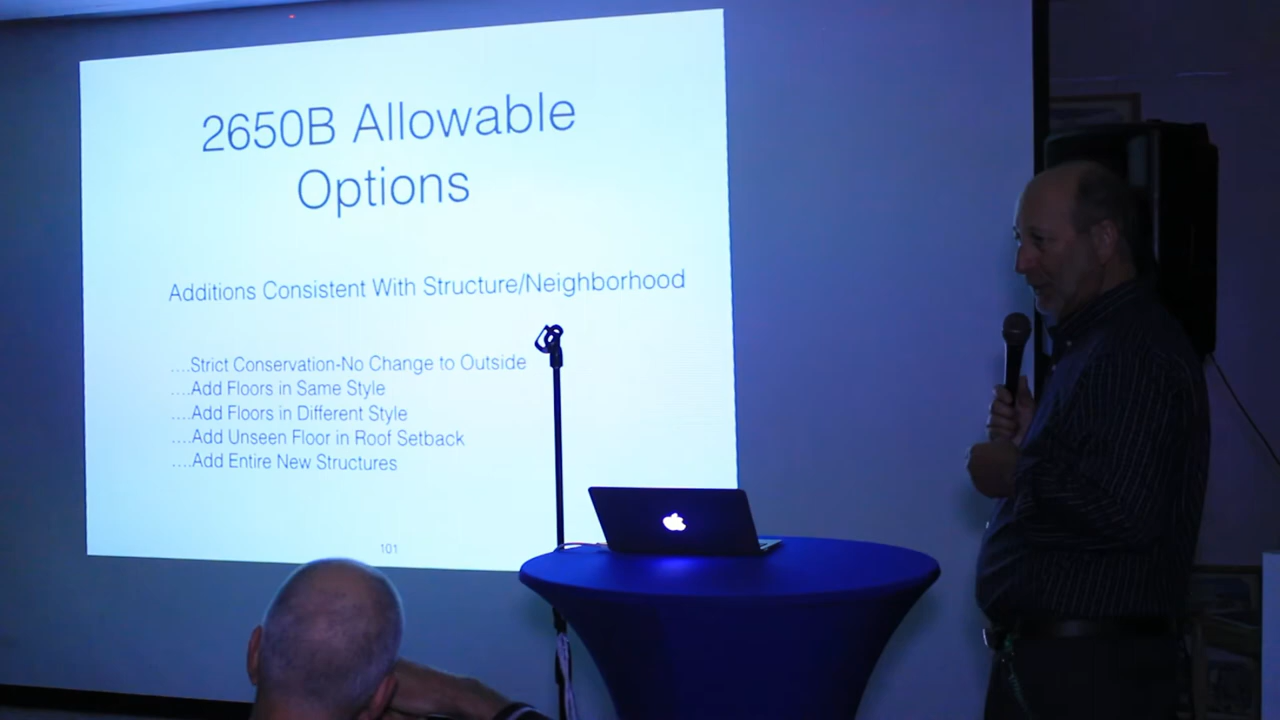 2650B Allowable
Options
Additions Consistent With Structure/Neighborhood
....Strict Conservation-No Change to Outside
....Add Floors in Same Style
....Add Floors in Different Style
....Add Unseen Floor in Roof Setback
....Add Entire New Structures
101